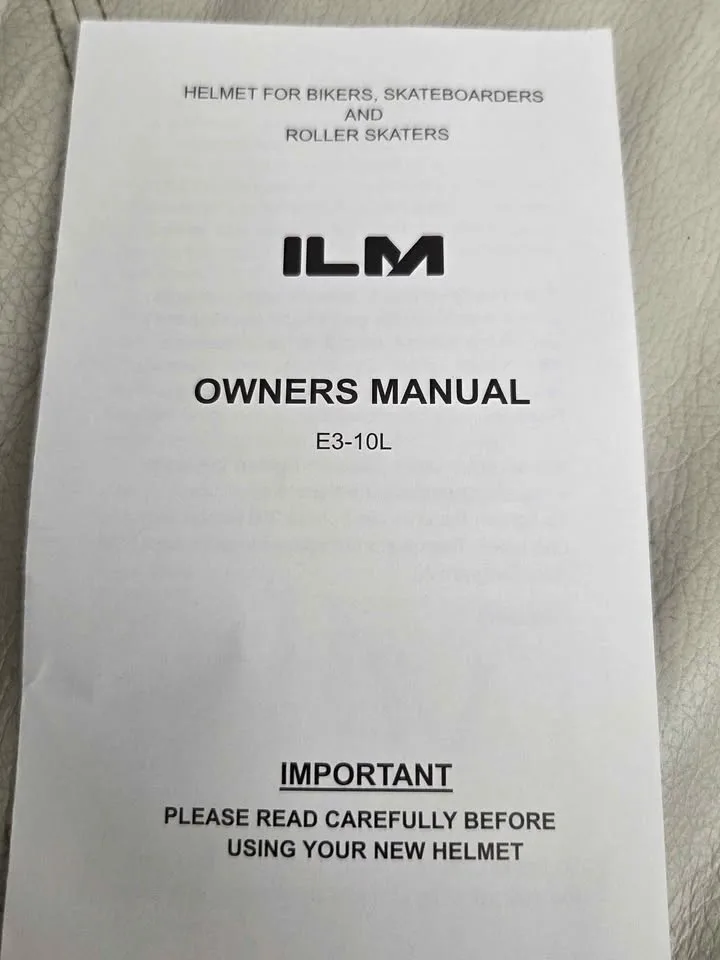 HELMET FOR BIKERS, SKATEBOARDERS
AND
ROLLER SKATERS
ILM
OWNERS MANUAL
E3-10L
IMPORTANT
PLEASE READ CAREFULLY BEFORE
USING YOUR NEW HELMET